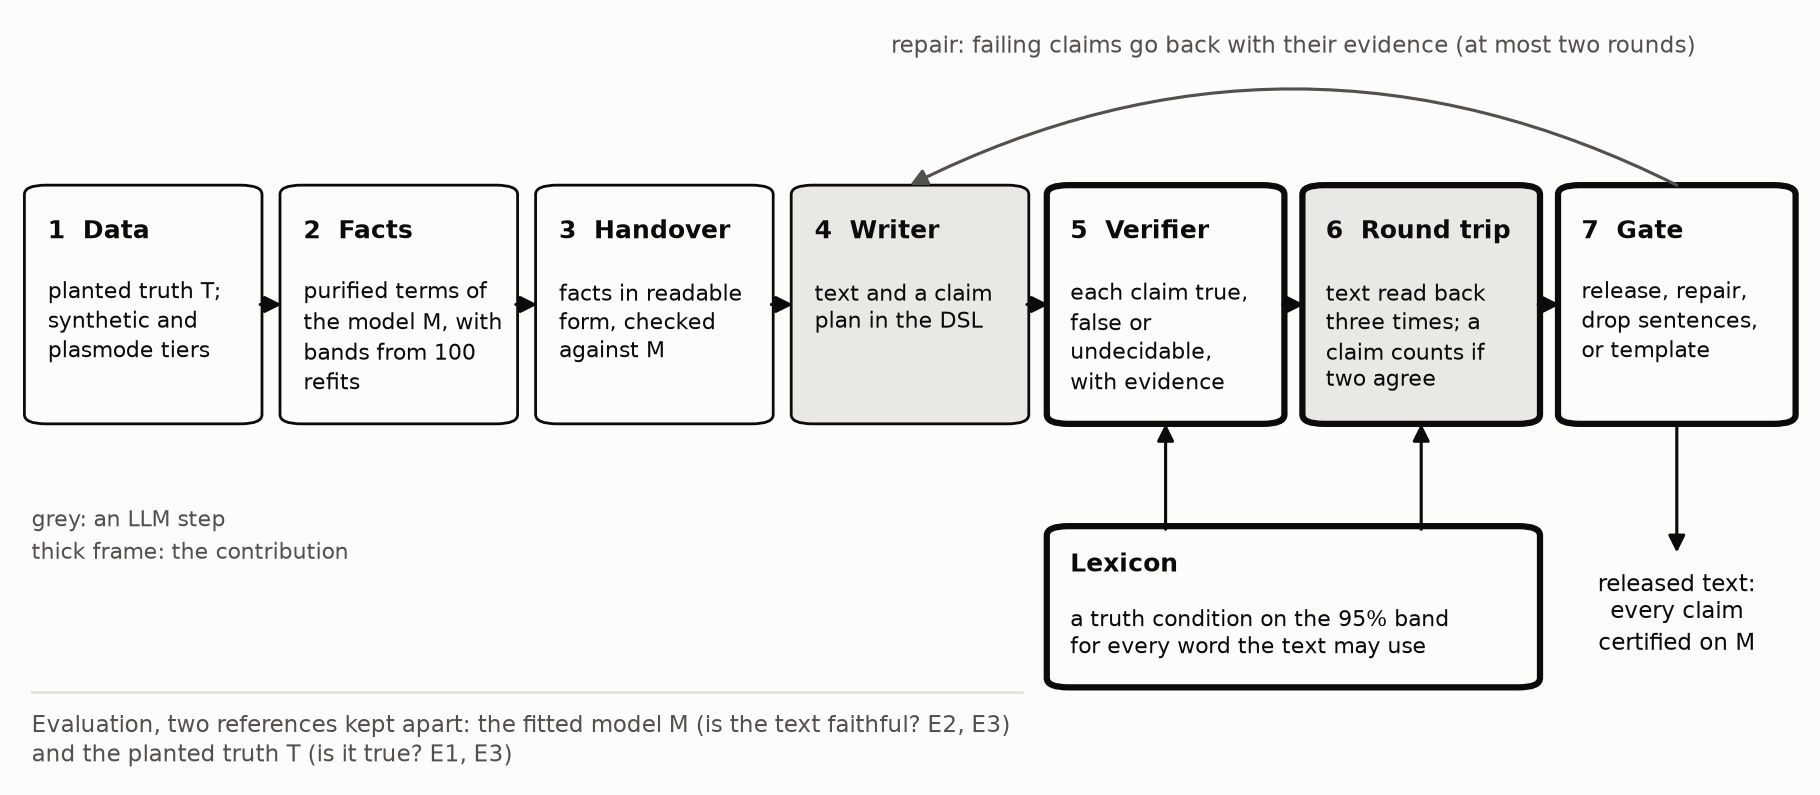 repair: failing claims go back with their evidence (at most two rounds)
1 Data
planted truth T;
synthetic and
plasmode tiers
2 Facts
purified terms of
the model M, with
bands from 100
refits
3 Handover
facts in readable
form, checked
against M
4 Writer
text and a claim
plan in the DSL
5 Verifier
each claim true,
false or
undecidable,
with evidence
6 Round trip
text read back
three times; a
claim counts if
two agree
7 Gate
release, repair,
drop sentences,
or template
grey: an LLM step
thick frame: the contribution
Lexicon
a truth condition on the 95% band
for every word the text may use
released text:
every claim
certified on M
Evaluation, two references kept apart: the fitted model M (is the text faithful? E2, E3)
and the planted truth T (is it true? E1, E3)